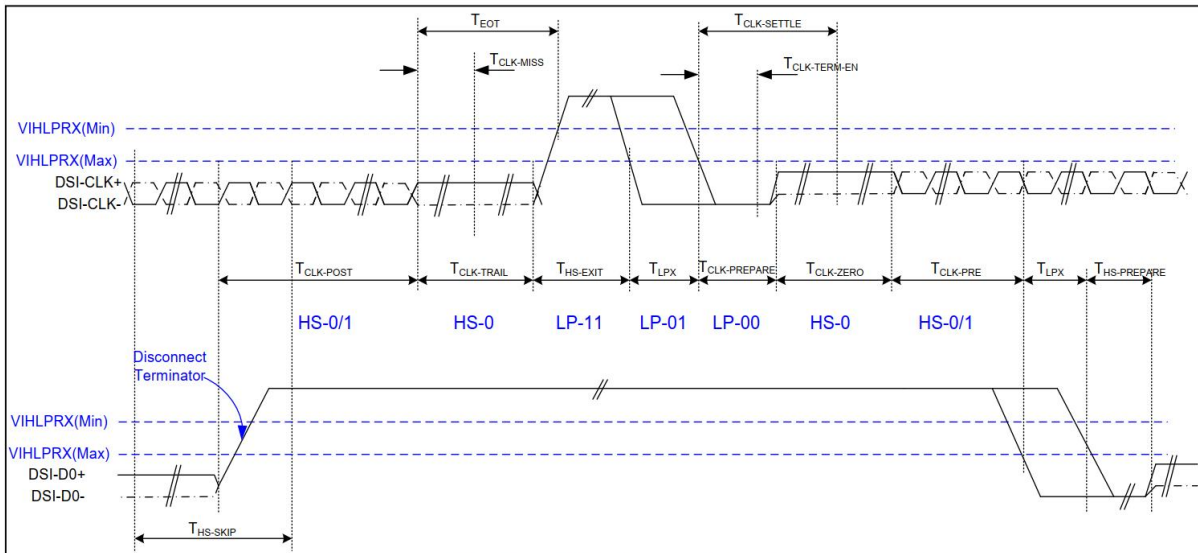 TEOT
TCLK-SETTLE
TCLK-MISS
TCLK-TERM-EN
VIHLPRX(Min)
VIHLPRX(Max)
DSI-CLK+
DSI-CLK-
TCLK-POST
TCLK-TRAIL
THS-EXIT
TLPX
TCLK-PREPARE
TCLK-ZERO
TCLK-PRE
TLPX
THS-PREPARE
HS-0/1
HS-0
LP-11
LP-01
LP-00
HS-0
HS-0/1
Disconnect
Terminator
VIHLPRX(Min)
VIHLPRX(Max)
DSI-D0+
DSI-D0-
THS-SKIP